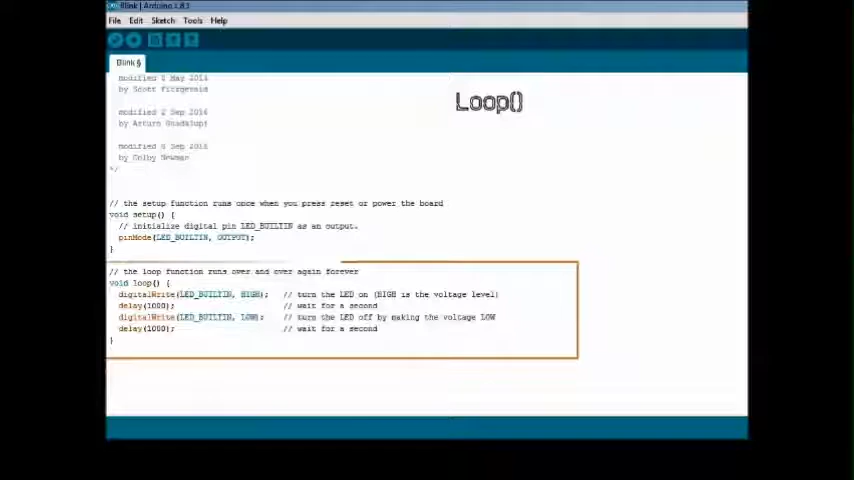 Blink | Arduino 1.8.1
File Edit Sketch Tools Help
Blink §
Loop()
modified 8 May 2014
by Scott Fitzgerald
modified 2 Sep 2016
by Arturo Guadalupi
modified 8 Sep 2016
by Colby Newman
*/
// the setup function runs once when you press reset or power the board
void setup() {
// initialize digital pin LED_BUILTIN as an output.
pinMode(LED_BUILTIN, OUTPUT);
}
// the loop function runs over and over again forever
void loop() {
digitalWrite(LED_BUILTIN, HIGH); // turn the LED on (HIGH is the voltage level)
delay(1000); // wait for a second
digitalWrite(LED_BUILTIN, LOW); // turn the LED off by making the voltage LOW
delay(1000); // wait for a second
}